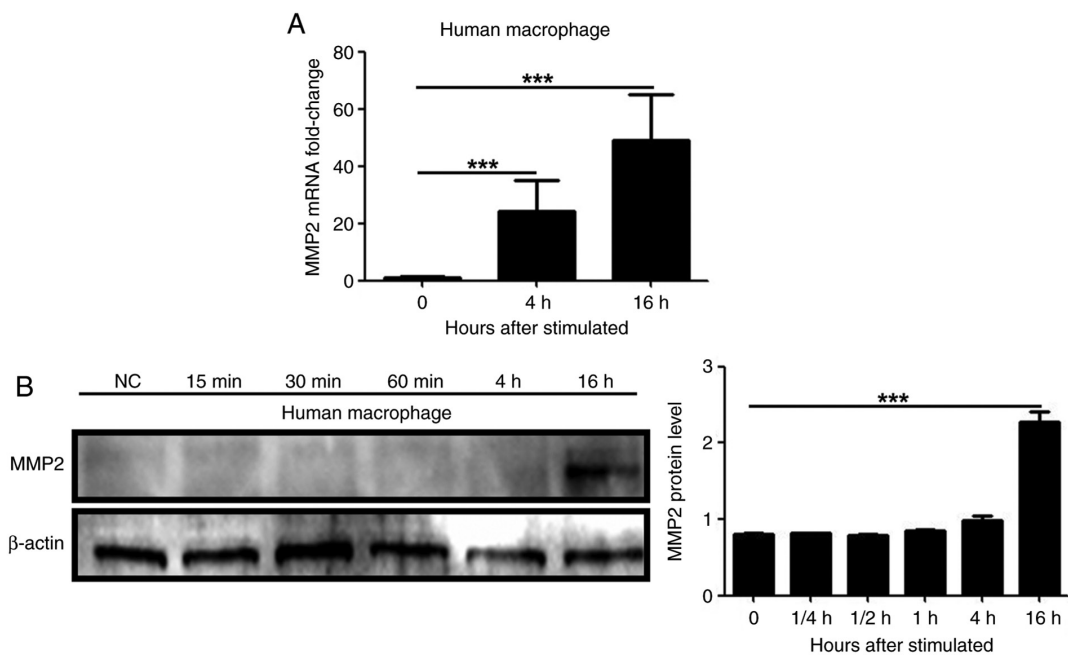 A
Human macrophage
MMP2 mRNA fold-change
80
60
40
20
0
***
***
0 4 h 16 h
Hours after stimulated
B
NC 15 min 30 min 60 min 4 h 16 h
Human macrophage
MMP2
β-actin
MMP2 protein level
3
2
1
0
***
0 1/4 h 1/2 h 1 h 4 h 16 h
Hours after stimulated